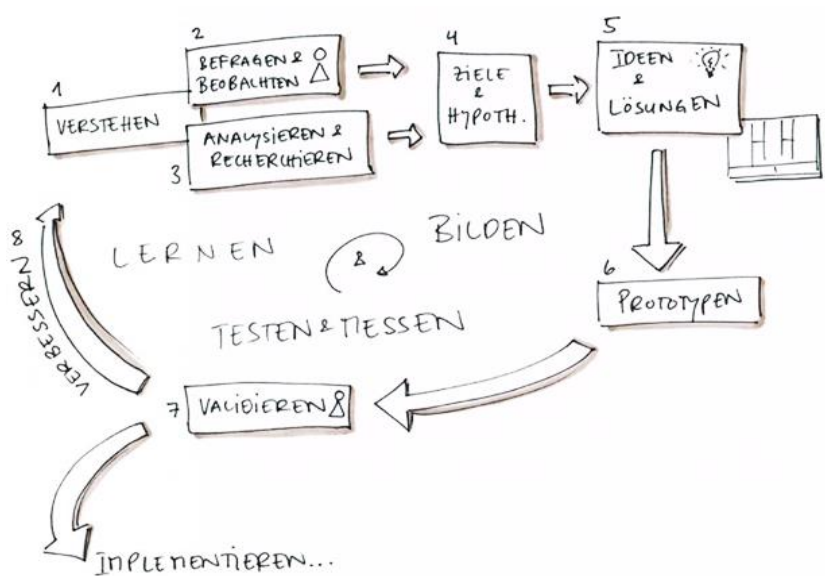 1
VERSTEHEN
2
BEFRAGEN &
BEOBACHTEN
3
ANALYSIEREN &
RECHERCHIEREN
4
ZIELE
&
HYPOTH.
5
IDEEN
&
LÖSUNGEN
6
PROTOTYPEN
7
VALIDIEREN
VERBESSERN 8
LERNEN
&
BILDEN
TESTEN & MESSEN
IMPLEMENTIEREN...